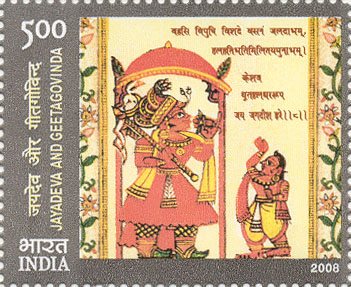 5.00
जयदेव और गीतगोविन्द
JAYADEVA AND GEETAGOVINDA
भारत
INDIA
वहसि विपुषि विशदे वसनं जलदाभम्,
हलहतिभीतिमिलितयमुनाभम्।
केशव
धृतहलधररूप
जय जगदीश हरे।।८।।
2008